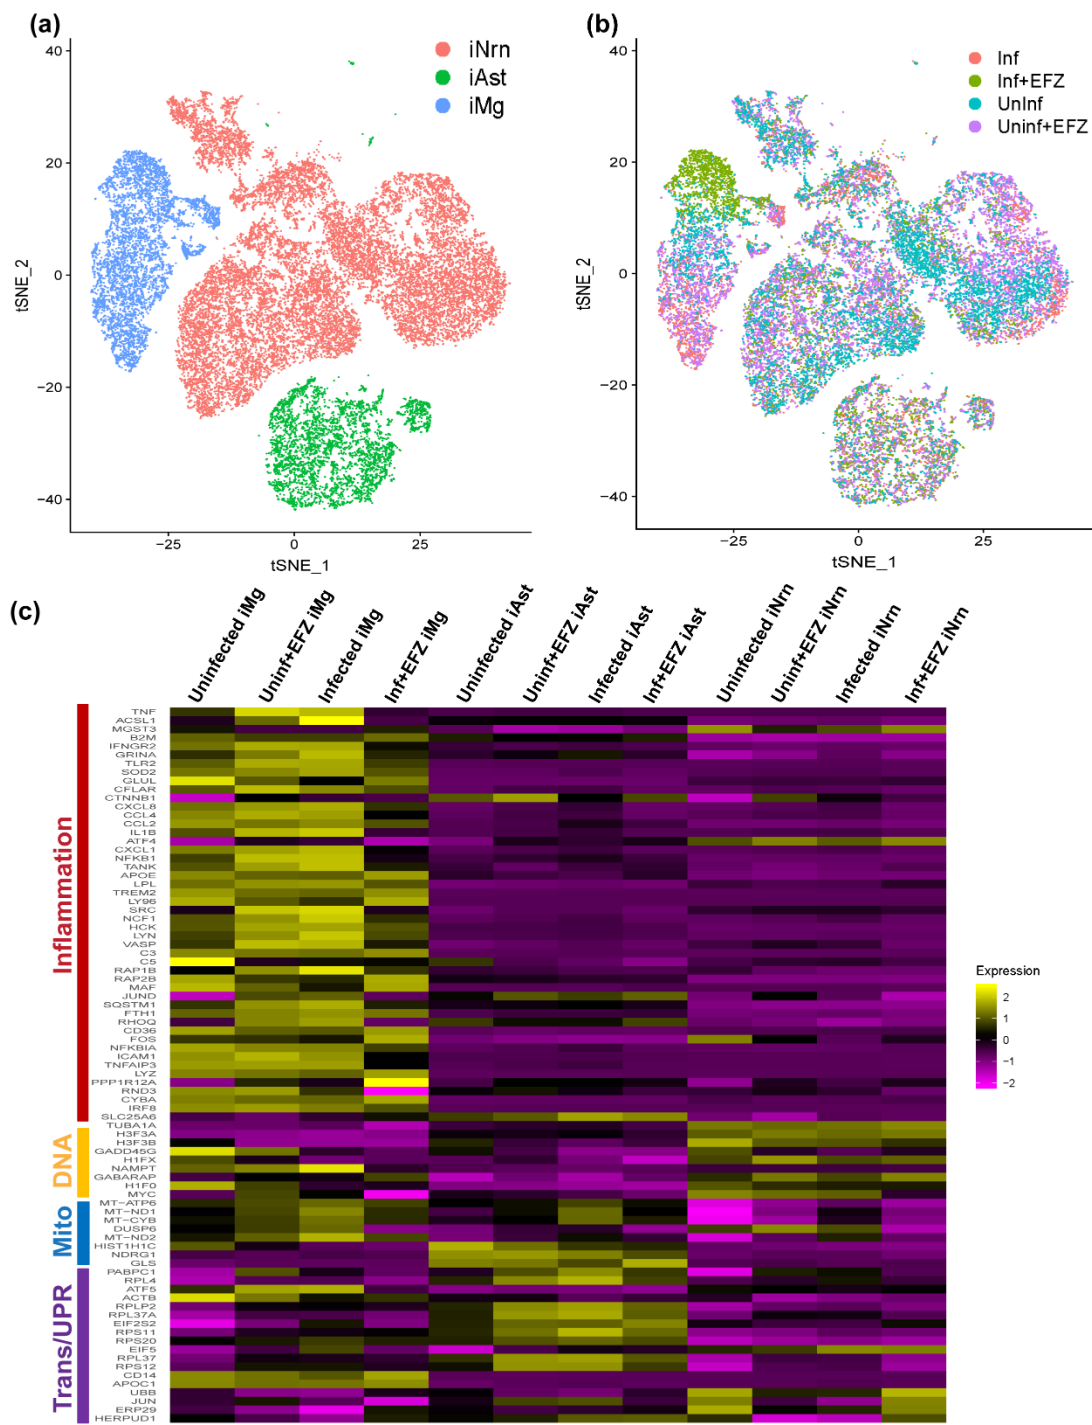 (a)
iNrn
iAst
iMg
40
20
0
−20
−40
tSNE_2
−25
0
25
tSNE_1
(b)
Inf
Inf+EFZ
UnInf
Uninf+EFZ
40
20
0
−20
−40
tSNE_2
−25
0
25
tSNE_1
(c)
Uninfected iMg
Uninf+EFZ iMg
Infected iMg
Inf+EFZ iMg
Uninfected iAst
Uninf+EFZ iAst
Infected iAst
Inf+EFZ iAst
Uninfected iNrn
Uninf+EFZ iNrn
Infected iNrn
Inf+EFZ iNrn
Inflammation
TNF
ACSL1
MGST3
B2M
IFNGR2
GRINA
TLR2
SOD2
GLUL
CFLAR
CTNNB1
CXCL8
CCL4
CCL2
IL1B
ATF4
CXCL1
NFKB1
TANK
APOE
LPL
TREM2
LY96
SRC
NCF1
HCK
LYN
VASP
C3
C5
RAP1B
RAP2B
MAF
JUND
SQSTM1
FTH1
RHOQ
CD36
FOS
NFKBIA
ICAM1
TNFAIP3
LYZ
PPP1R12A
RND3
CYBA
IRF8
SLC25A6
DNA
TUBA1A
H3F3A
H3F3B
GADD45G
H1FX
NAMPT
GABARAP
H1F0
MYC
Mito
MT−ATP6
MT−ND1
MT−CYB
DUSP6
MT−ND2
HIST1H1C
NDRG1
GLS
Trans/UPR
PABPC1
RPL4
ATF5
ACTB
RPLP2
RPL37A
EIF2S2
RPS11
RPS20
EIF5
RPL37
RPS12
CD14
APOC1
UBB
JUN
ERP29
HERPUD1
Expression
2
1
0
−1
−2